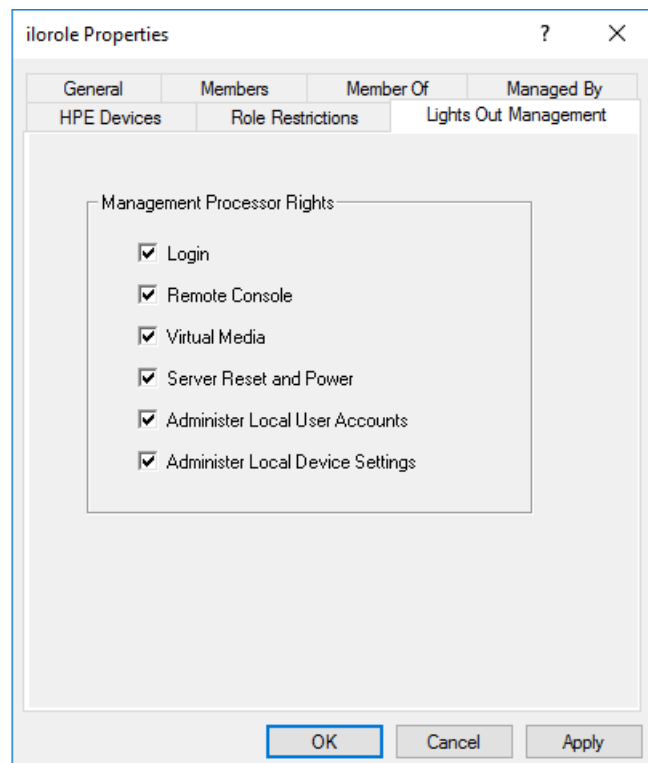 ilorole Properties ? ✕
General Members Member Of Managed By
HPE Devices Role Restrictions Lights Out Management
Management Processor Rights
Login
Remote Console
Virtual Media
Server Reset and Power
Administer Local User Accounts
Administer Local Device Settings
OK Cancel Apply